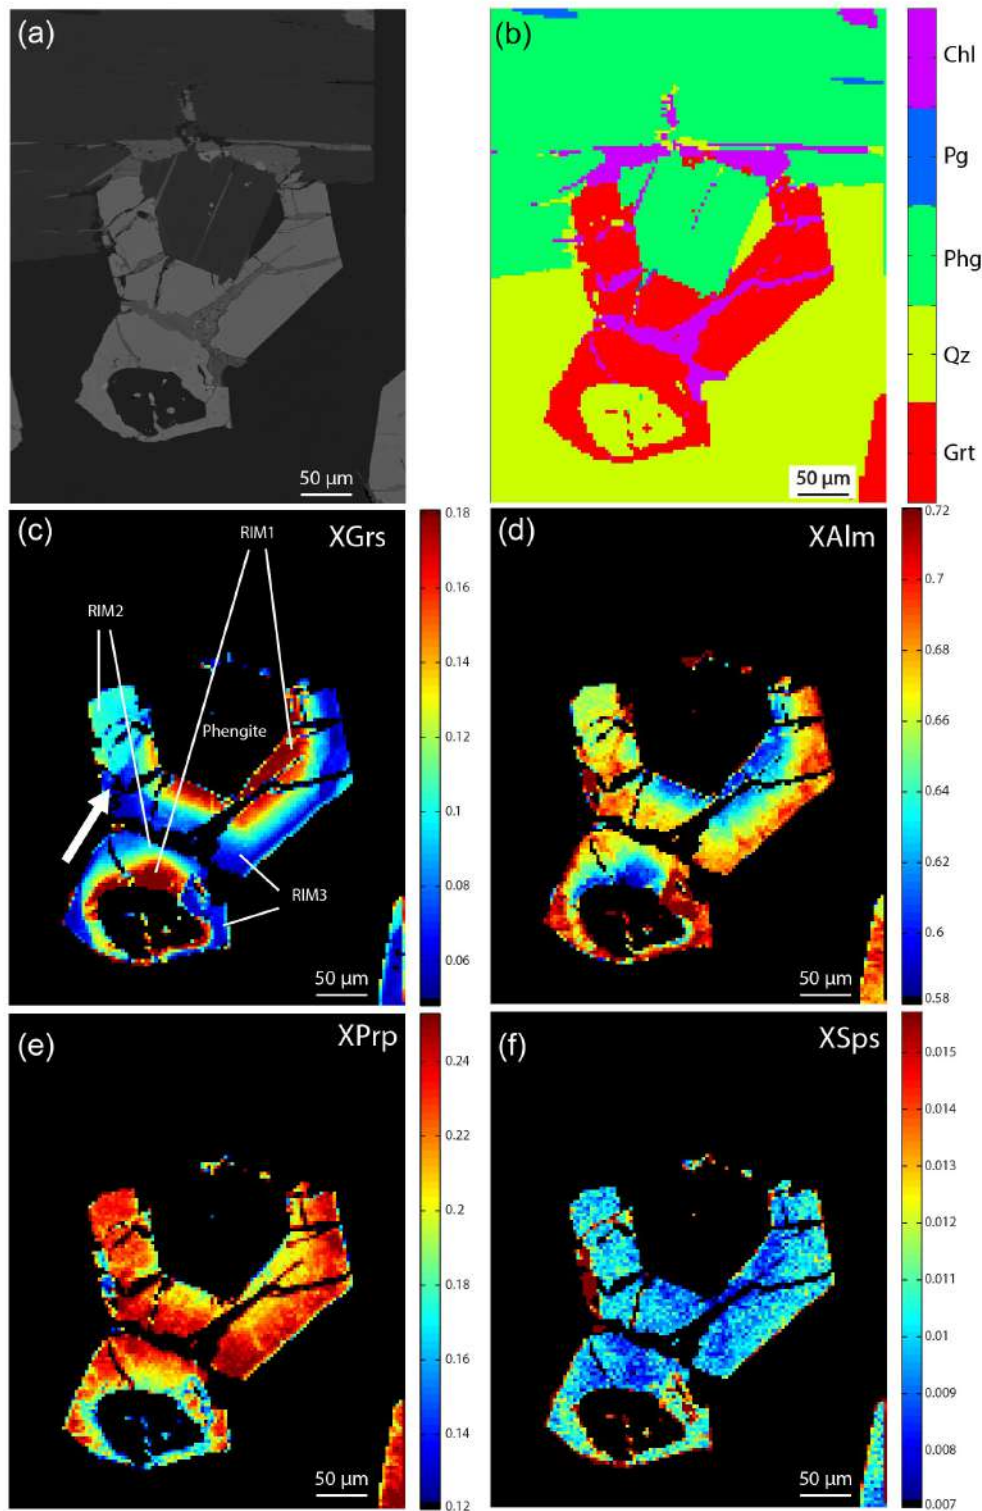 (a)
50 µm
(b)
50 µm
Chl
Pg
Phg
Qz
Grt
(c)
RIM1
XGrs
RIM2
Phengite
RIM3
50 µm
0.18
0.16
0.14
0.12
0.1
0.08
0.06
(d)
XAlm
50 µm
0.72
0.7
0.68
0.66
0.64
0.62
0.6
0.58
(e)
XPrp
50 µm
0.24
0.22
0.2
0.18
0.16
0.14
0.12
(f)
XSps
50 µm
0.015
0.014
0.013
0.012
0.011
0.01
0.009
0.008
0.007